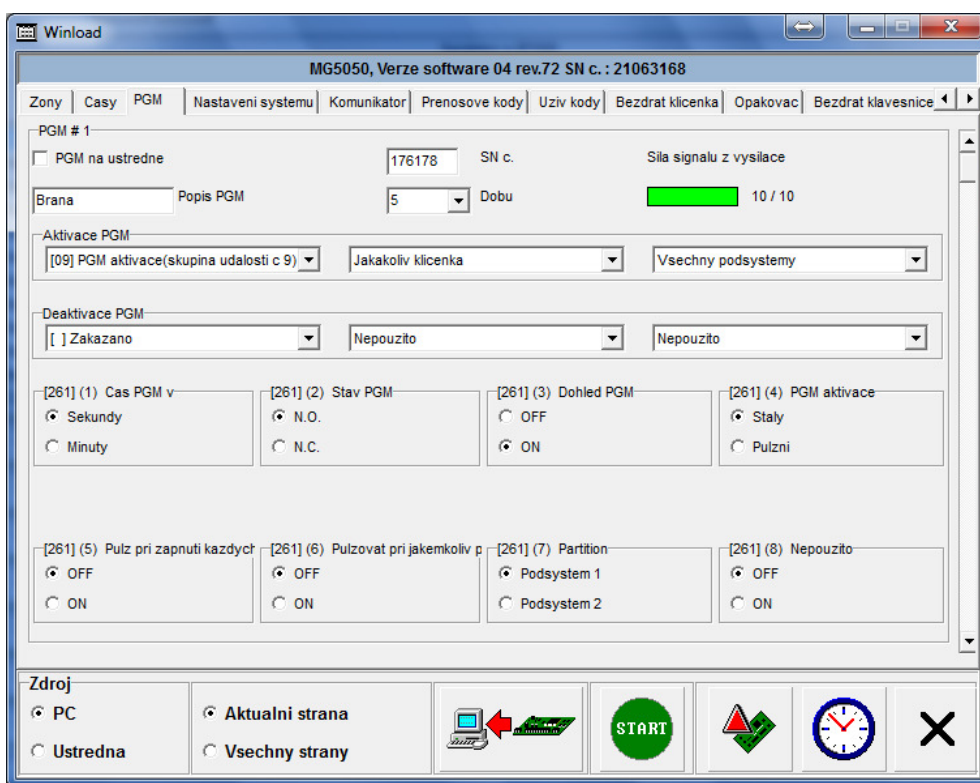 Winload
MG5050, Verze software 04 rev.72 SN c. : 21063168
Zony Casy PGM Nastaveni systemu Komunikator Prenosove kody Uziv kody Bezdrat klicenka Opakovac Bezdrat klavesnice
PGM # 1
PGM na ustredne 176178 SN c. Sila signalu z vysilace
Brana Popis PGM 5 Dobu 10 / 10
Aktivace PGM
[09] PGM aktivace(skupina udalosti c 9) Jakakoliv klicenka Vsechny podsystemy
Deaktivace PGM
[ ] Zakazano Nepouzito Nepouzito
[261] (1) Cas PGM v [261] (2) Stav PGM [261] (3) Dohled PGM [261] (4) PGM aktivace
Sekundy N.O. OFF Staly
Minuty N.C. ON Pulzni
[261] (5) Pulz pri zapnuti kazdych [261] (6) Pulzovat pri jakemkoliv p [261] (7) Partition [261] (8) Nepouzito
OFF OFF Podsystem 1 OFF
ON ON Podsystem 2 ON
Zdroj
PC Aktualni strana START
Ustredna Vsechny strany